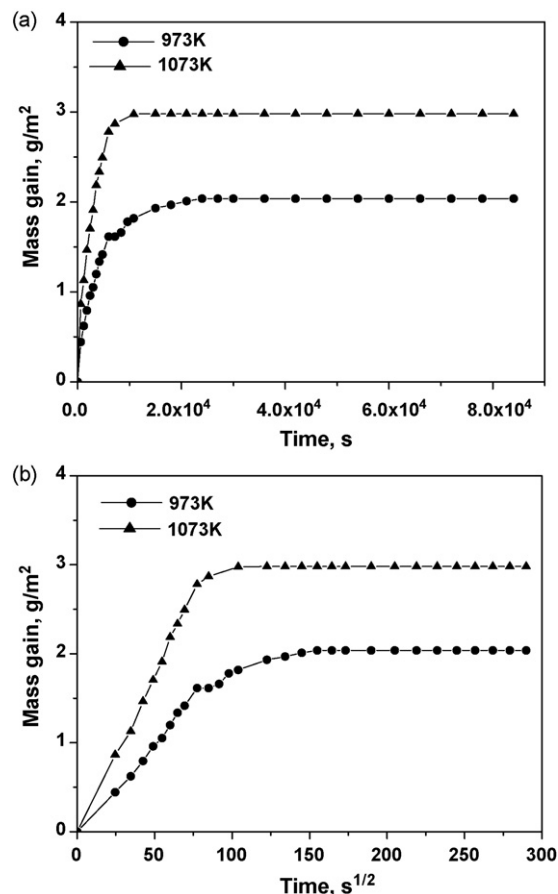 (a)
973K
1073K
4
3
2
1
0
Mass gain, g/m²
0.0
2.0x10⁴
4.0x10⁴
6.0x10⁴
8.0x10⁴
Time, s
(b)
973K
1073K
4
3
2
1
0
Mass gain, g/m²
0 50 100 150 200 250 300
Time, s^1/2